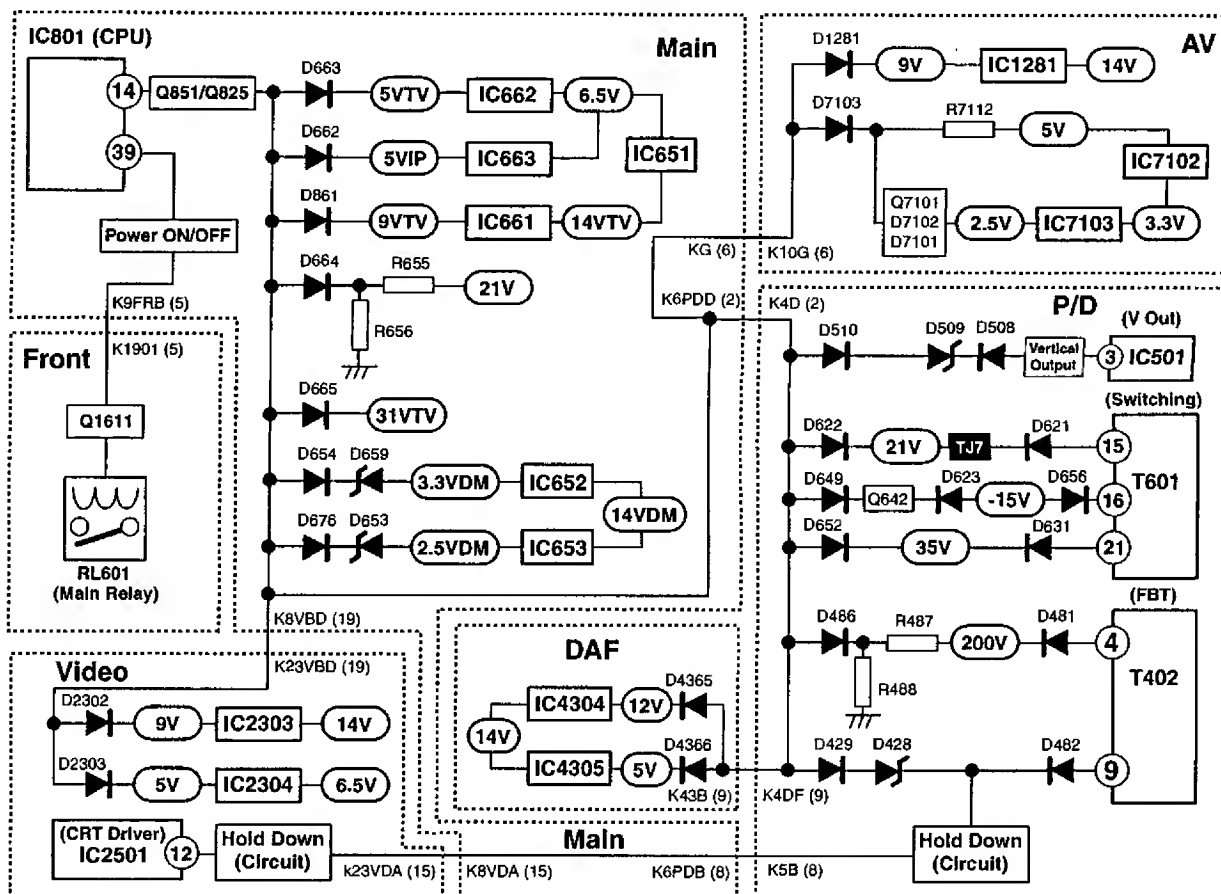 IC801 (CPU)
Main
14
Q851/Q825
39
Power ON/OFF
K9FRB (5)
D663
5VTV
IC662
6.5V
D662
5VIP
IC663
IC651
D861
9VTV
IC661
14VTV
D664
R655
21V
R656
D665
31VTV
D654
D659
3.3VDM
IC652
14VDM
D676
D653
2.5VDM
IC653
KG (6)
K6PDD (2)
K8VBD (19)
AV
D1281
9V
IC1281
14V
D7103
R7112
5V
IC7102
Q7101
D7102
D7101
2.5V
IC7103
3.3V
K10G (6)
Front
K1901 (5)
Q1611
RL601
(Main Relay)
K4D (2)
P/D
D510
D509
D508
Vertical
Output
(V Out)
3
IC501
(Switching)
D622
21V
TJ7
D621
15
T601
D649
Q642
D623
-15V
D656
16
D652
35V
D631
21
(FBT)
D486
R487
200V
D481
4
T402
R488
D429
D428
D482
9
K4DF (9)
Hold Down
(Circuit)
K5B (8)
DAF
IC4304
12V
D4365
14V
IC4305
5V
D4366
K43B (9)
Video
K23VBD (19)
D2302
9V
IC2303
14V
D2303
5V
IC2304
6.5V
(CRT Driver)
IC2501
12
Hold Down
(Circuit)
k23VDA (15)
Main
K8VDA (15)
K6PDB (8)